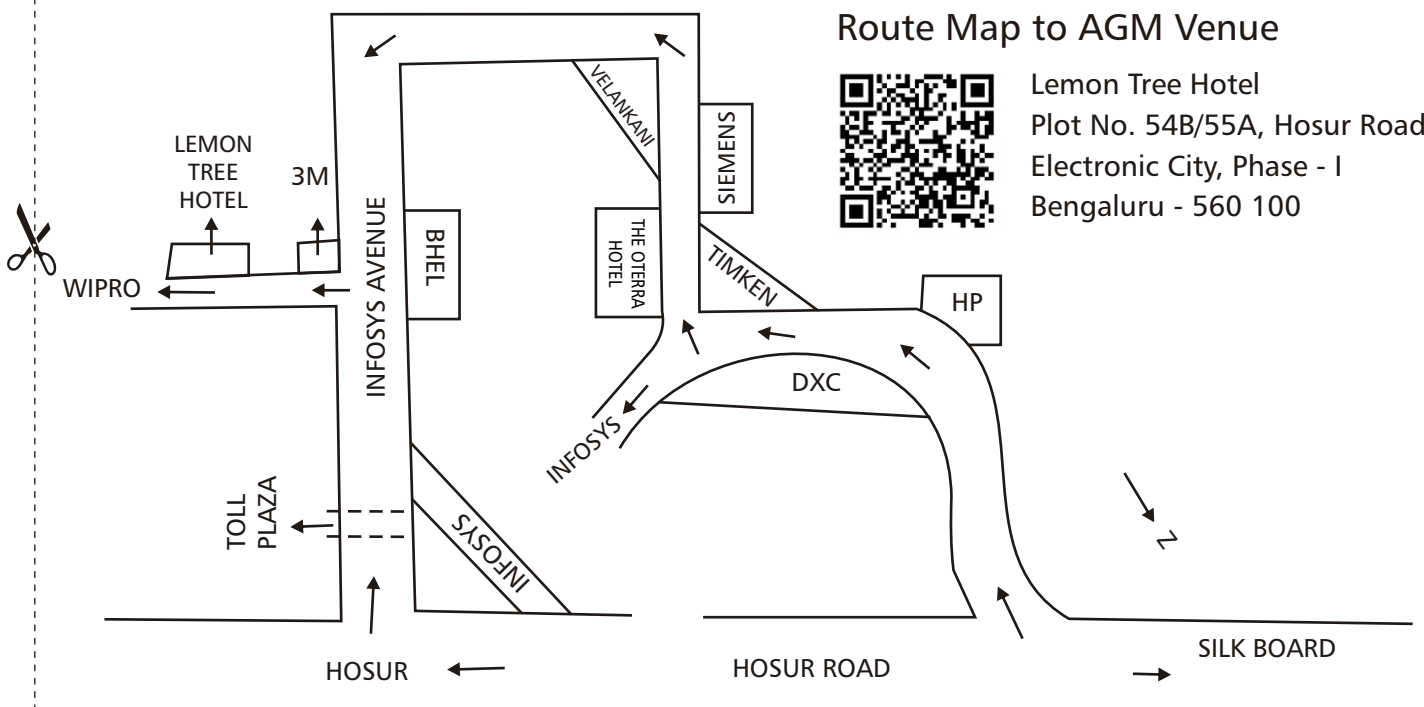 Route Map to AGM Venue
Lemon Tree Hotel
Plot No. 54B/55A, Hosur Road
Electronic City, Phase - I
Bengaluru - 560 100
VELANKANI
SIEMENS
LEMON
TREE
HOTEL
3M
INFOSYS AVENUE
BHEL
THE OTERRA
HOTEL
TIMKEN
WIPRO
HP
DXC
INFOSYS
TOLL
PLAZA
INFOSYS
N
HOSUR
HOSUR ROAD
SILK BOARD